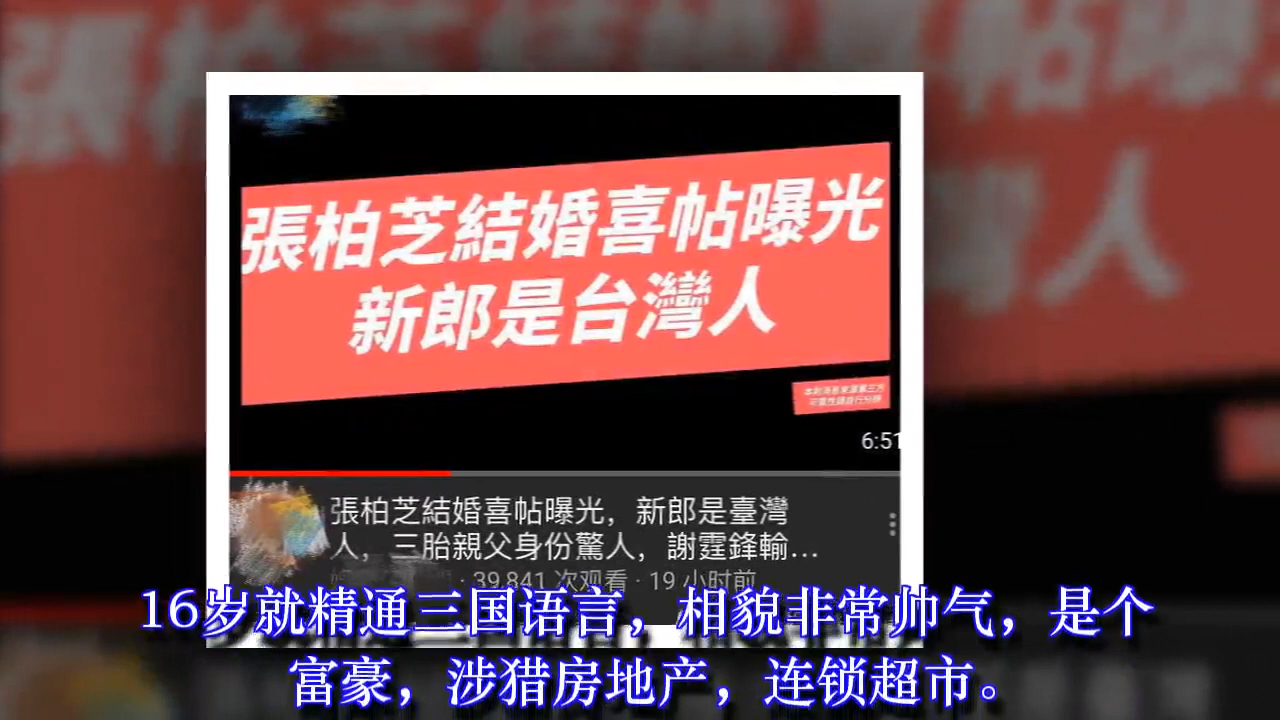 張柏芝結婚喜帖曝光
新郎是台灣人
6:51
張柏芝結婚喜帖曝光，新郎是臺灣
人，三胎親父身份驚人，謝霆鋒輸...
39,841 次观看 · 19 小时前
16岁就精通三国语言，相貌非常帅气，是个
富豪，涉猎房地产，连锁超市。